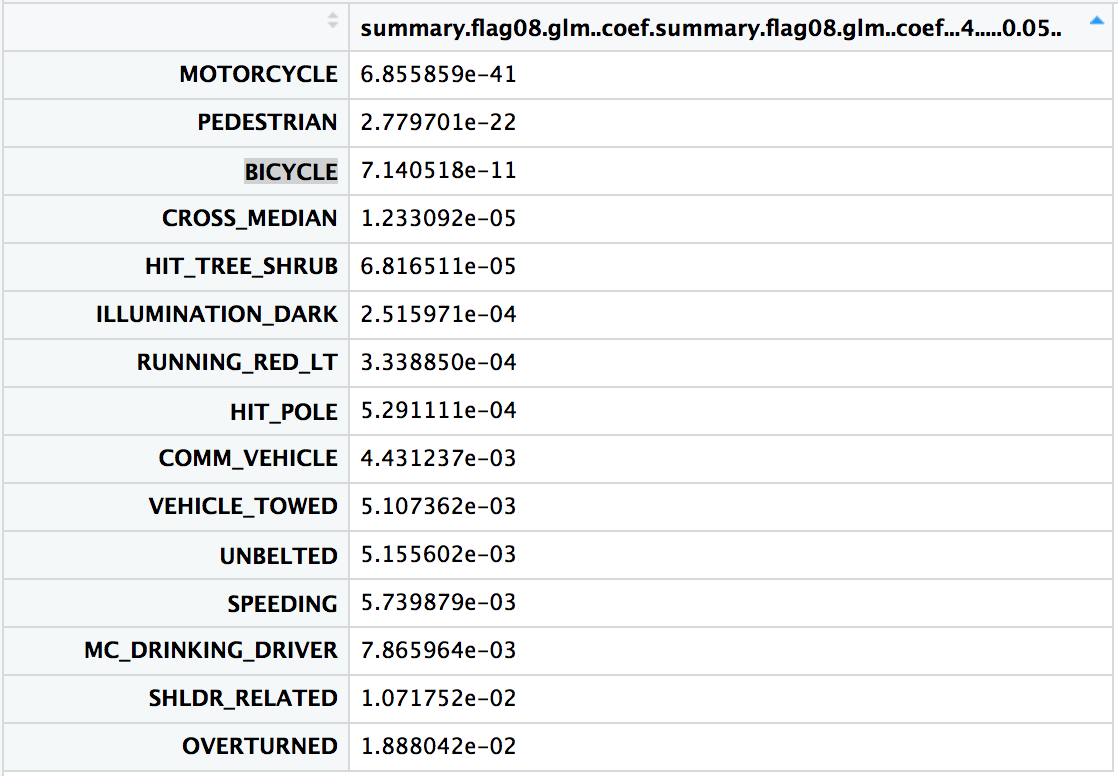 summary.flag08.glm..coef.summary.flag08.glm..coef...4.....0.05..
MOTORCYCLE 6.855859e-41
PEDESTRIAN 2.779701e-22
BICYCLE 7.140518e-11
CROSS_MEDIAN 1.233092e-05
HIT_TREE_SHRUB 6.816511e-05
ILLUMINATION_DARK 2.515971e-04
RUNNING_RED_LT 3.338850e-04
HIT_POLE 5.291111e-04
COMM_VEHICLE 4.431237e-03
VEHICLE_TOWED 5.107362e-03
UNBELTED 5.155602e-03
SPEEDING 5.739879e-03
MC_DRINKING_DRIVER 7.865964e-03
SHLDR_RELATED 1.071752e-02
OVERTURNED 1.888042e-02